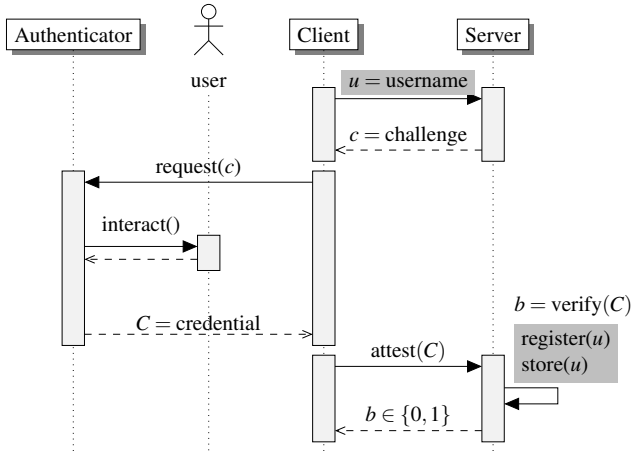 Authenticator
user
Client
Server
u = username
c = challenge
request(c)
interact()
C = credential
b = verify(C)
register(u)
store(u)
attest(C)
b ∈ {0,1}